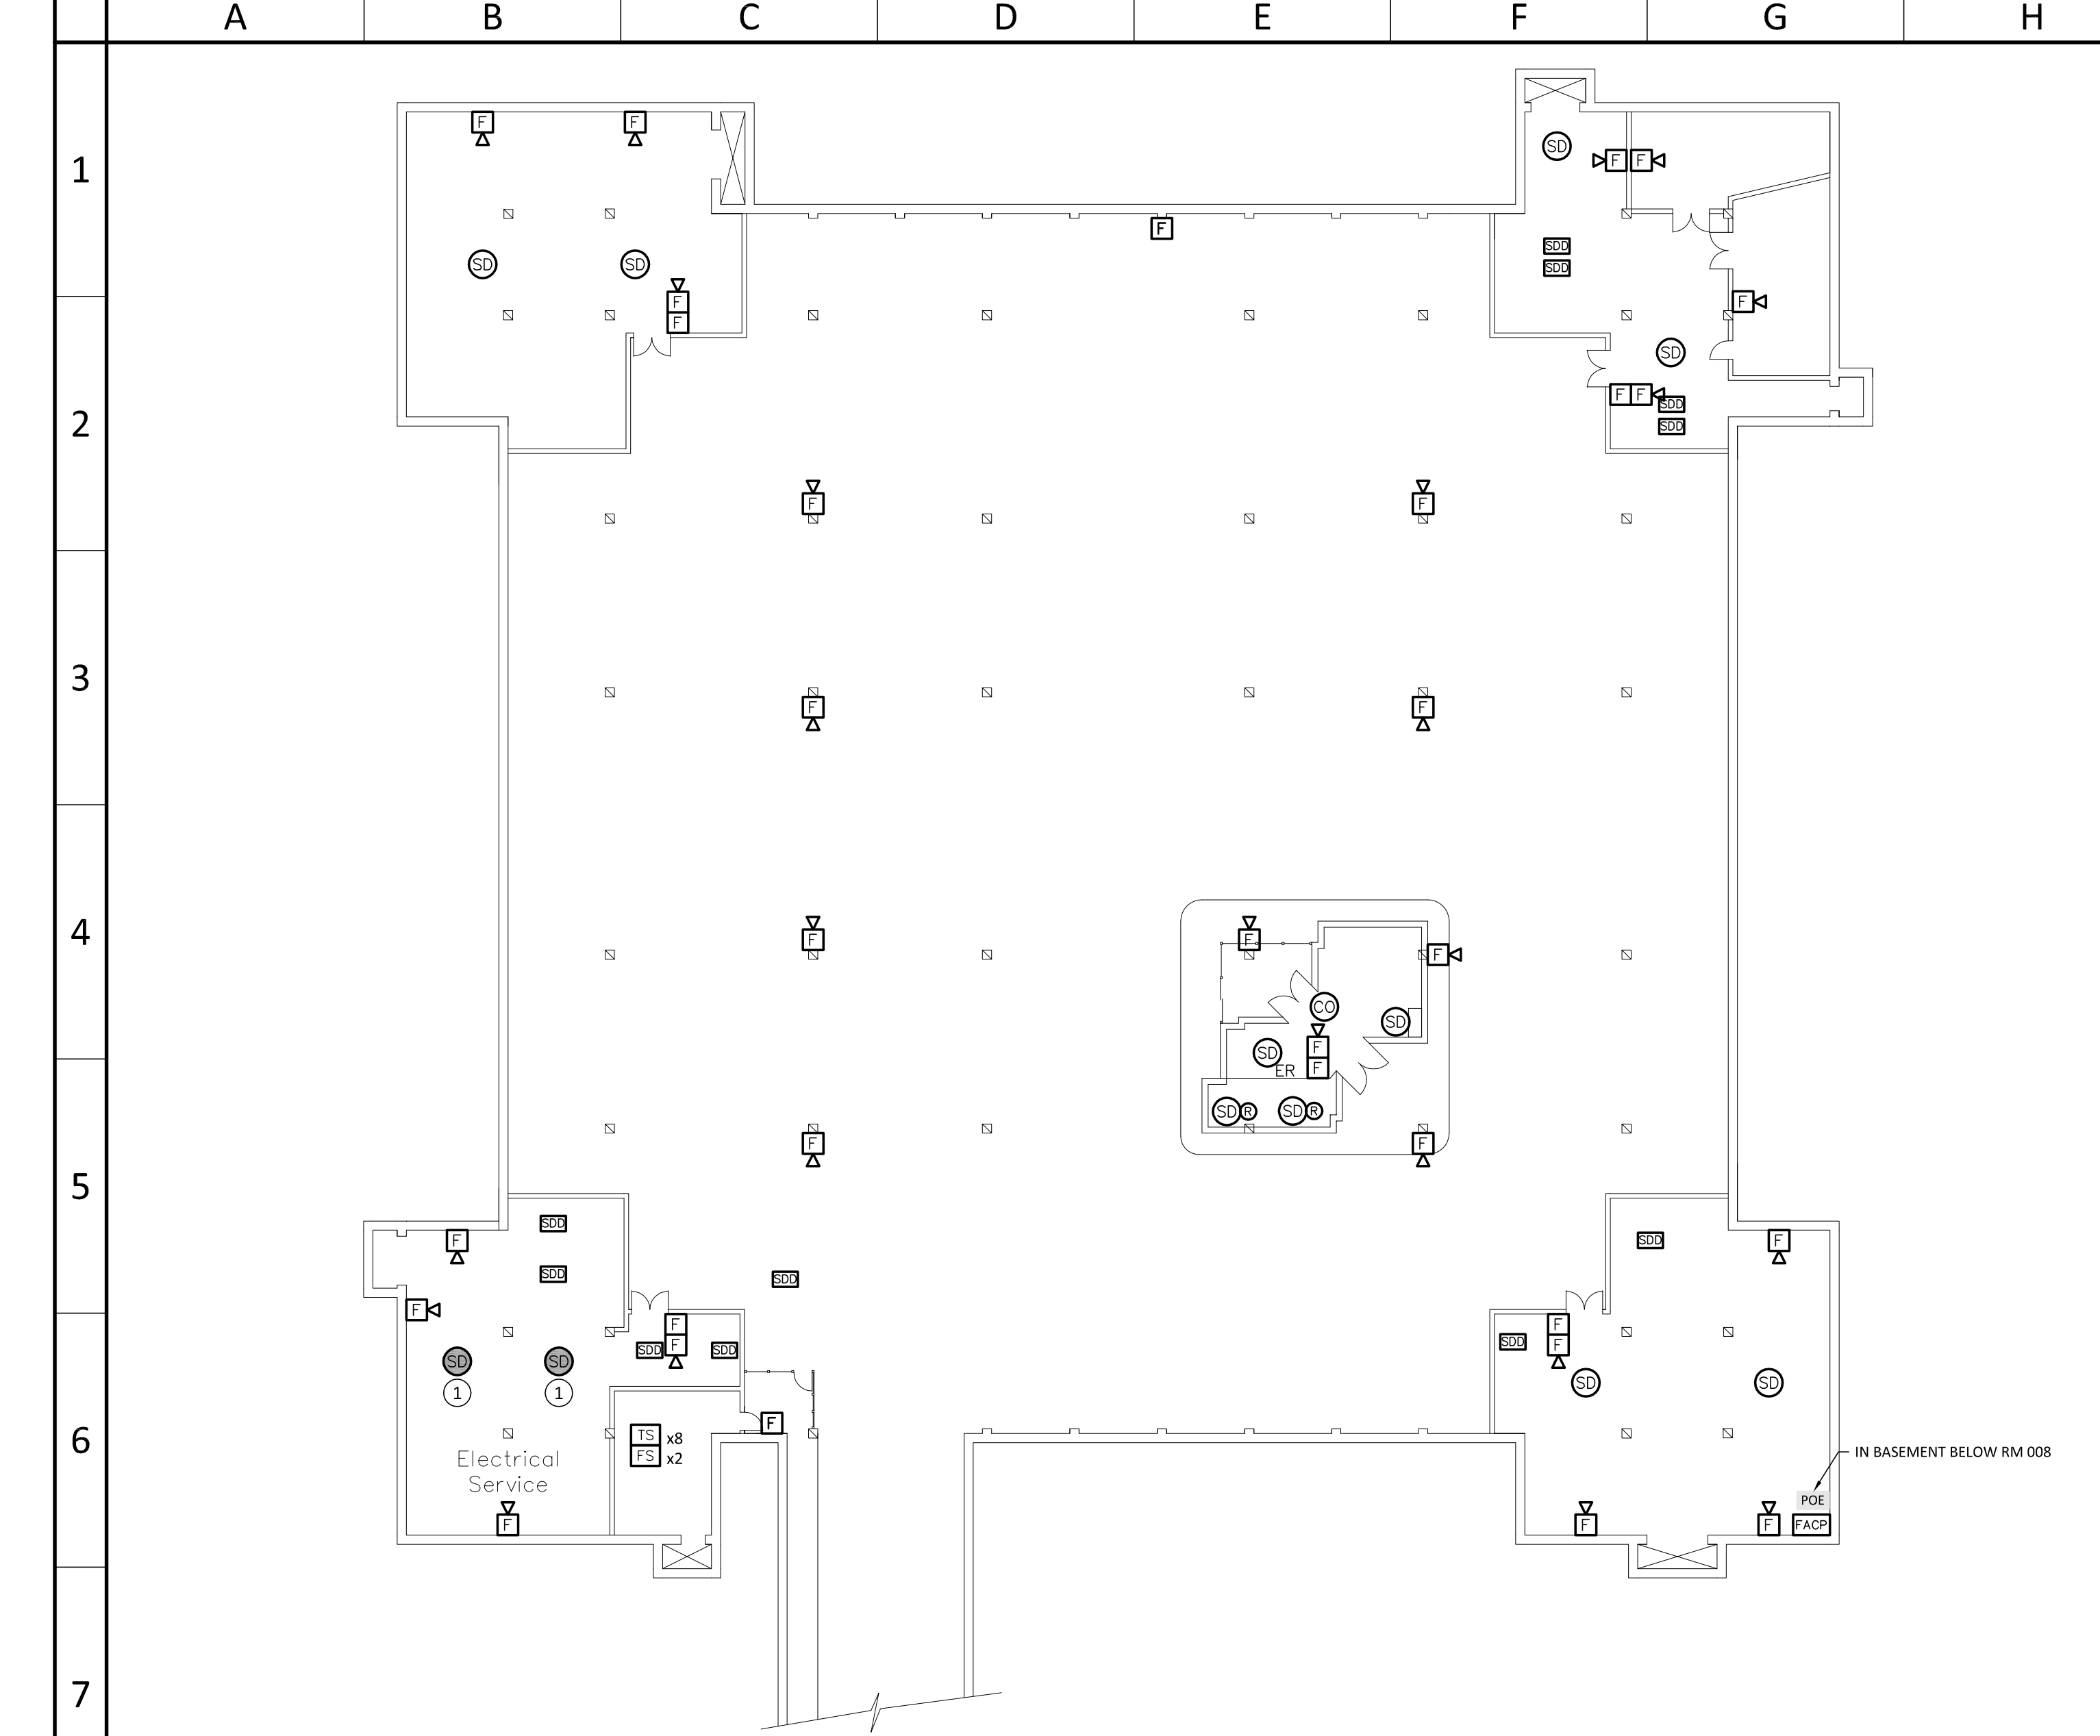 A B C D E F G H
F F
1
SD F F
F
SD SD
SDD
SDD
F F
F
SD
F F SDD
2
SDD
F F
3
F F
4
F F F
CO
SD
F
SD
F
ER
SD R SD R
F F
5
SDD
F SDD F
SDD
SDD
F
F F
F F
SDD SDD SDD
SD SD
SD SD
1 1
F
TS x8
6
FS x2
IN BASEMENT BELOW RM 008
Electrical
Service
POE
F F F FACP
7